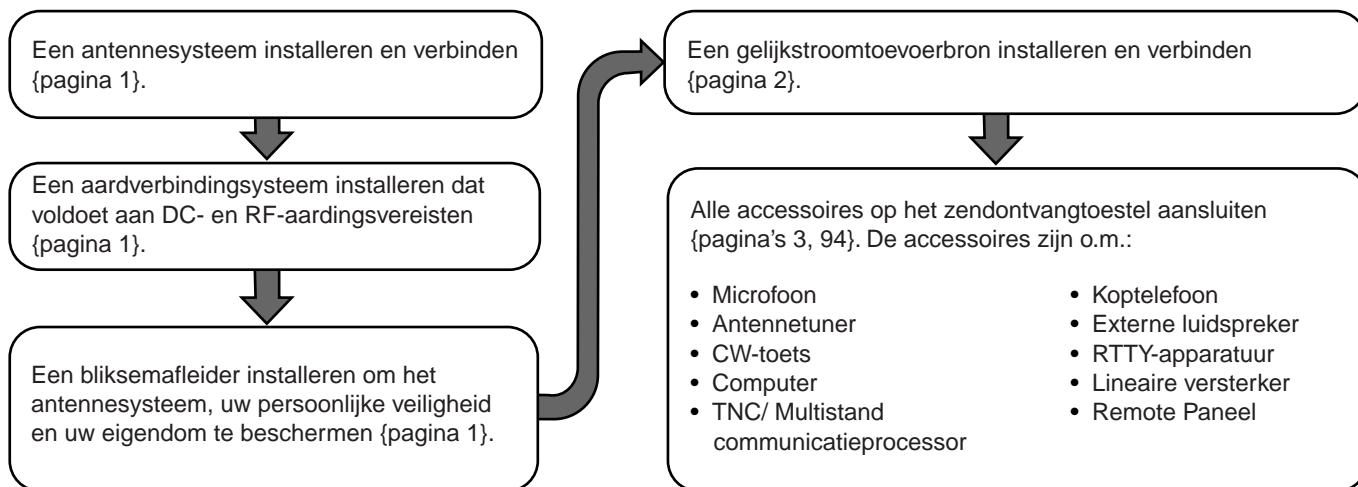 Een antennesysteem installeren en verbinden
{pagina 1}.
Een aardverbindingsysteem installeren dat
voldoet aan DC- en RF-aardingsvereisten
{pagina 1}.
Een bliksemafleider installeren om het
antennesysteem, uw persoonlijke veiligheid
en uw eigendom te beschermen {pagina 1}.
Een gelijkstroomtoevoerbron installeren en verbinden
{pagina 2}.
Alle accessoires op het zendontvangtoestel aansluiten
{pagina's 3, 94}. De accessoires zijn o.m.:
• Microfoon
• Antennetuner
• CW-toets
• Computer
• TNC/ Multistand
communicatieprocessor
• Koptelefoon
• Externe luidspreker
• RTTY-apparatuur
• Lineaire versterker
• Remote Paneel